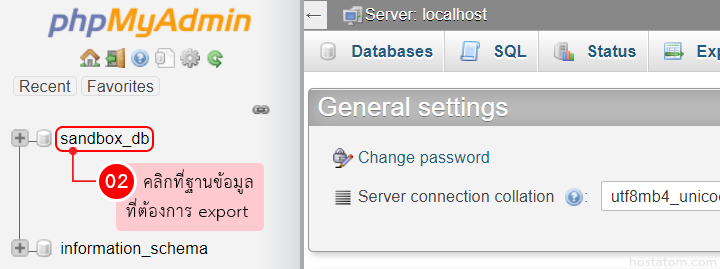 phpMyAdmin
Recent Favorites
sandbox_db
02 คลิกที่ฐานข้อมูล
ที่ต้องการ export
information_schema
Server: localhost
Databases SQL Status
General settings
Change password
Server connection collation : utf8mb4_unico
hostatom.com